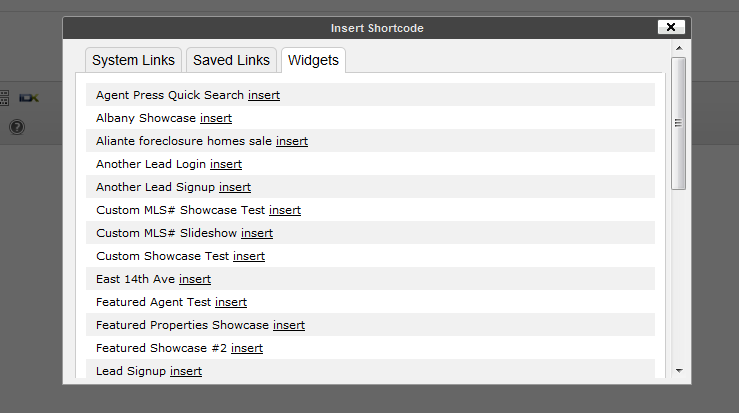 Insert Shortcode
System Links Saved Links Widgets
Agent Press Quick Search insert
Albany Showcase insert
Aliante foreclosure homes sale insert
Another Lead Login insert
Another Lead Signup insert
Custom MLS# Showcase Test insert
Custom MLS# Slideshow insert
Custom Showcase Test insert
East 14th Ave insert
Featured Agent Test insert
Featured Properties Showcase insert
Featured Showcase #2 insert
Lead Signup insert